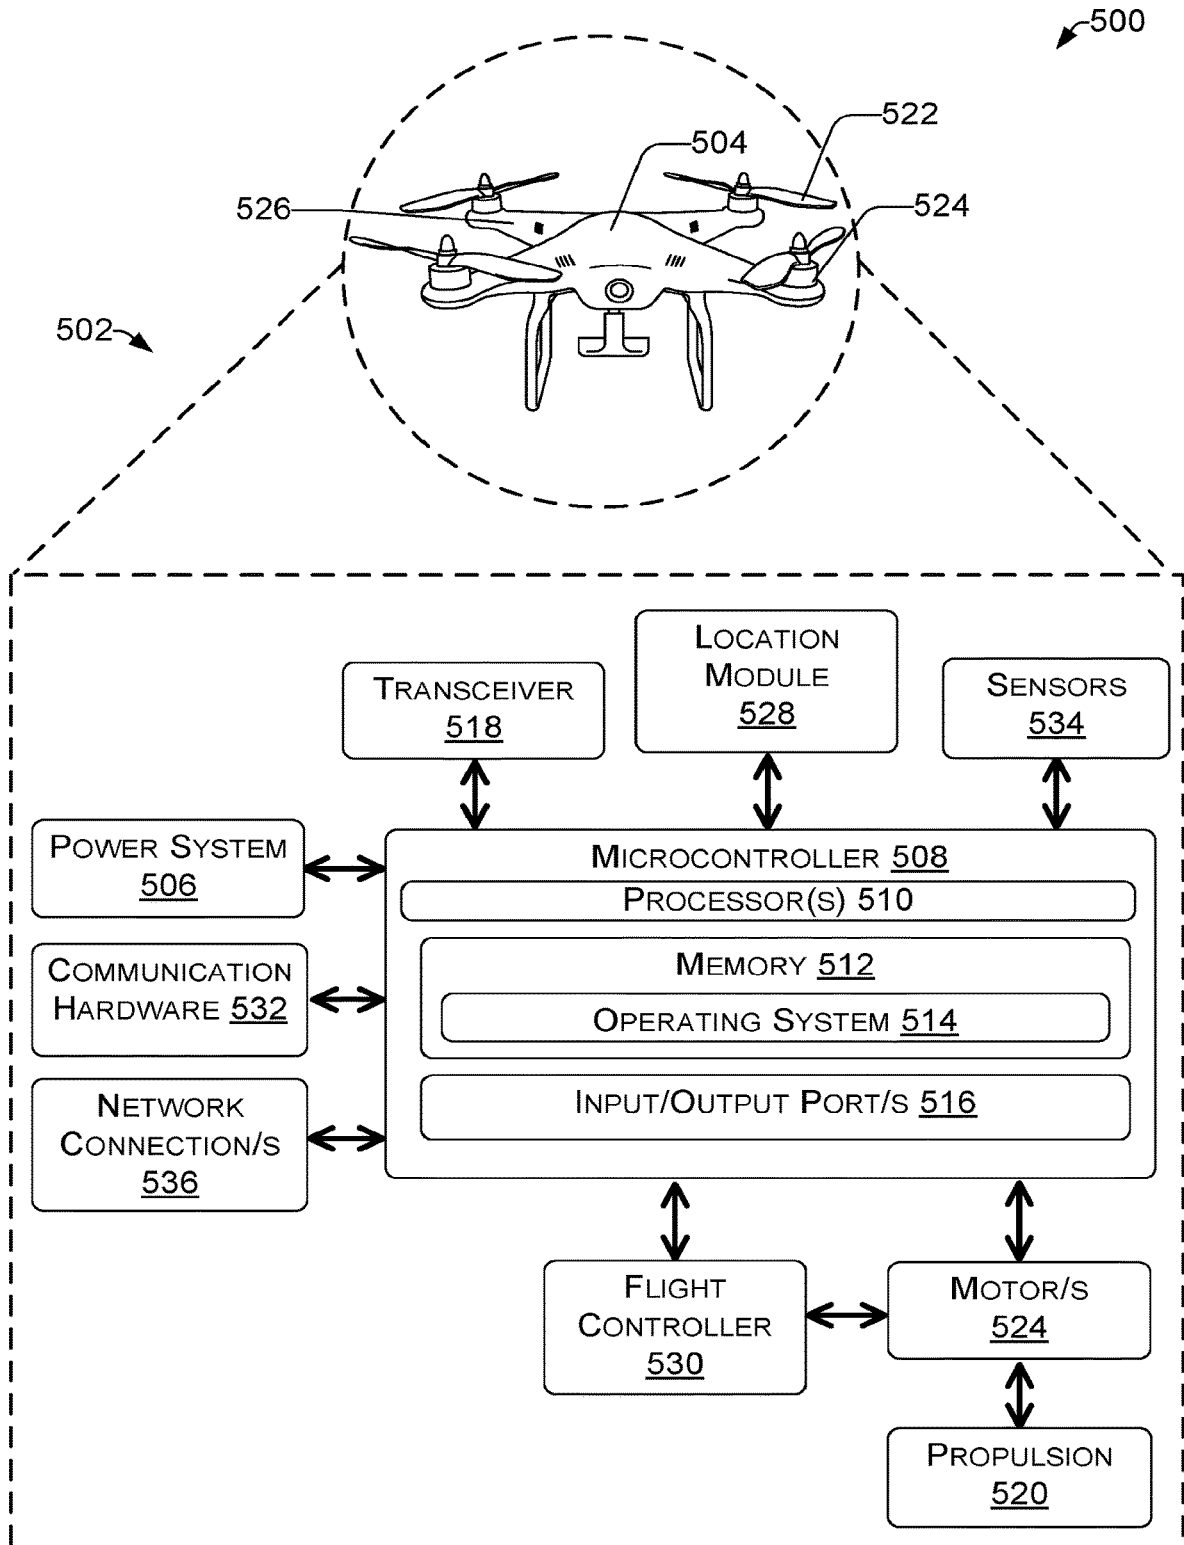 500
522
504
526
524
502
LOCATION
MODULE
528
TRANSCEIVER
518
SENSORS
534
POWER SYSTEM
506
MICROCONTROLLER 508
PROCESSOR(S) 510
COMMUNICATION
HARDWARE 532
MEMORY 512
OPERATING SYSTEM 514
NETWORK
CONNECTION/S
536
INPUT/OUTPUT PORT/S 516
FLIGHT
CONTROLLER
530
MOTOR/S
524
PROPULSION
520